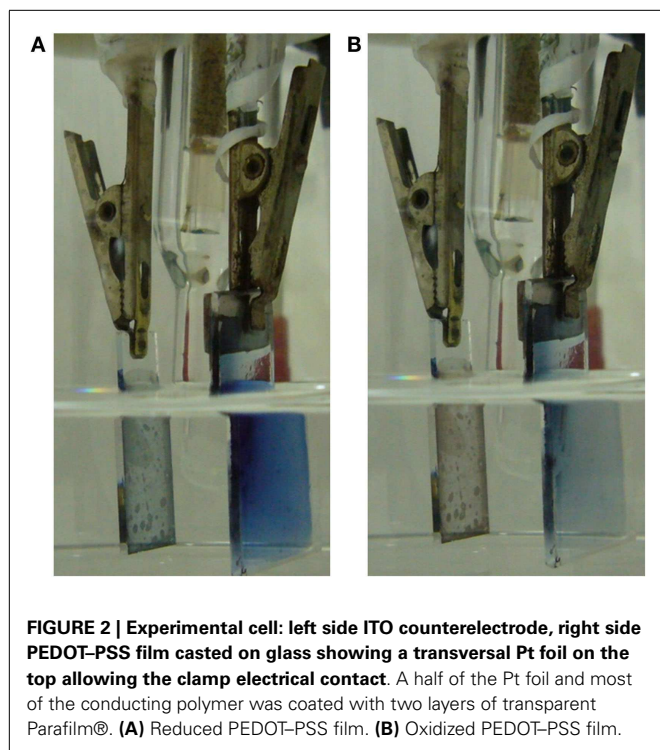 A B
FIGURE 2 | Experimental cell: left side ITO counterelectrode, right side
PEDOT–PSS film casted on glass showing a transversal Pt foil on the
top allowing the clamp electrical contact. A half of the Pt foil and most
of the conducting polymer was coated with two layers of transparent
Parafilm®. (A) Reduced PEDOT–PSS film. (B) Oxidized PEDOT–PSS film.